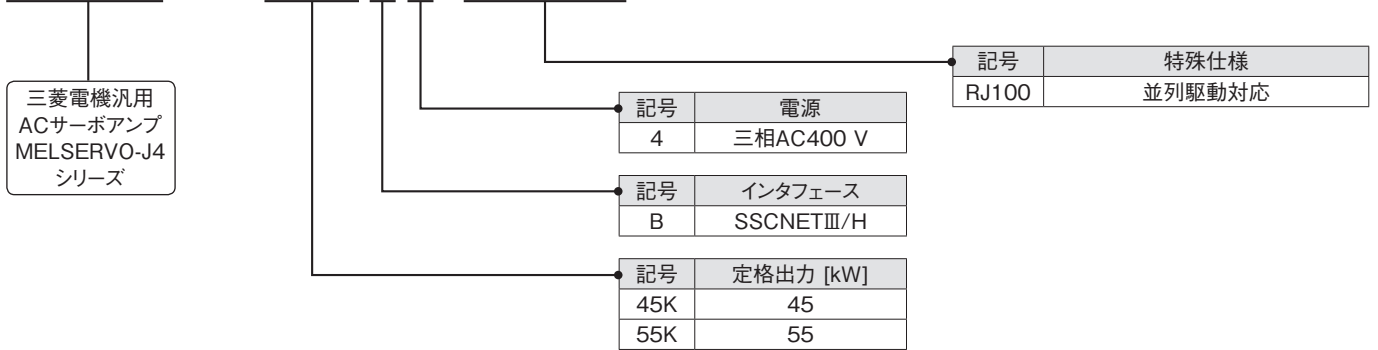 三菱電機汎用
ACサーボアンプ
MELSERVO-J4
シリーズ
記号 特殊仕様
RJ100 並列駆動対応
記号 電源
4 三相AC400 V
記号 インタフェース
B SSCNETⅢ/H
記号 定格出力 [kW]
45K 45
55K 55